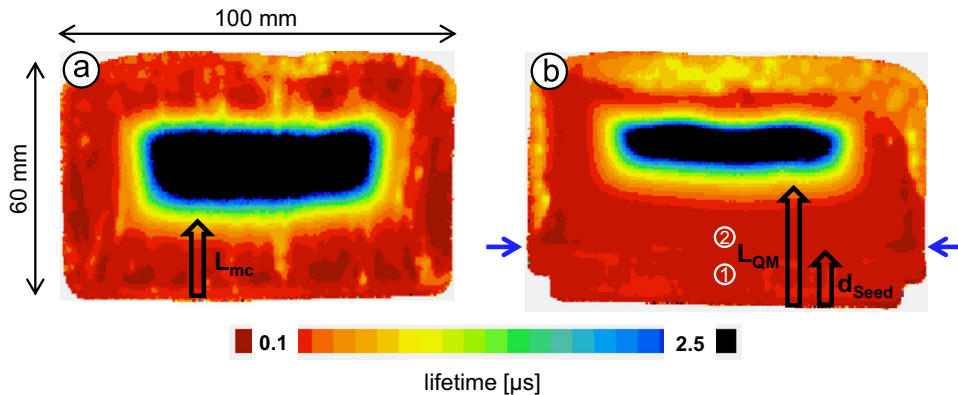 100 mm
a
b
60 mm
L_mc
②
L_QM
①
d_Seed
0.1
2.5
lifetime [µs]